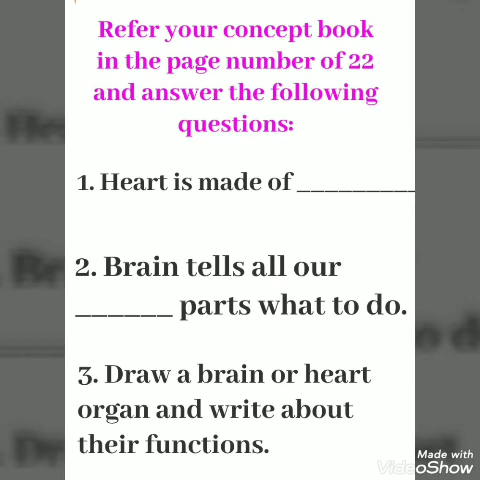 Refer your concept book
in the page number of 22
and answer the following
questions:
1. Heart is made of _________
2. Brain tells all our
______ parts what to do.
3. Draw a brain or heart
organ and write about
their functions.
Made with
VideoShow